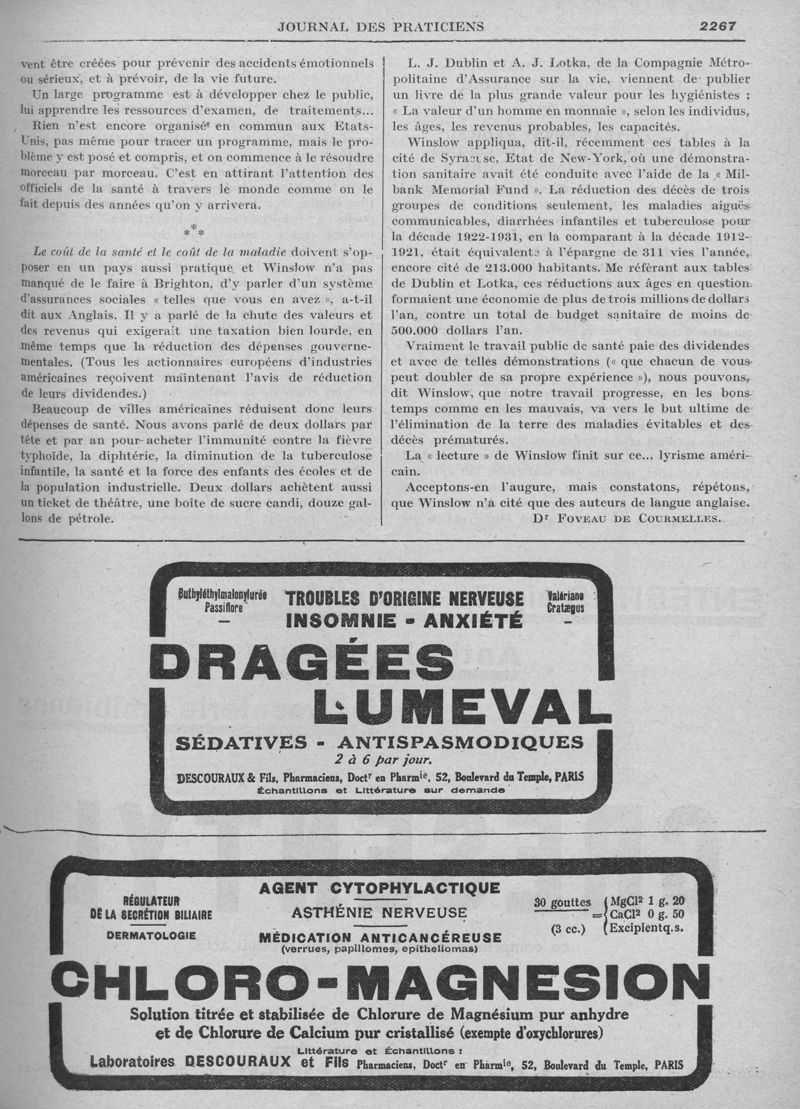 JOURNAL DES PRATICIENS 2267
vent être créées pour prévenir des accidents émotionnels
ou sérieux, et à prévoir, de la vie future.
Un large programme est à développer chez le public,
lui apprendre les ressources d'examen, de traitements...
Rien n'est encore organisé en commun aux Etats-
Unis, pas même pour tracer un programme, mais le pro-
blème y est posé et compris, et on commence à le résoudre
morceau par morceau. C'est en attirant l'attention des
officiels de la santé à travers le monde comme on le
fait depuis des années qu'on y arrivera.
***
Le coût de la santé et le coût de la maladie doivent s'op-
poser en un pays aussi pratique et Winslow n'a pas
manqué de le faire à Brighton, d'y parler d'un système
d'assurances sociales « telles que vous en avez », a-t-il
dit aux Anglais. Il y a parlé de la chute des valeurs et
des revenus qui exigerait une taxation bien lourde, en
même temps que la réduction des dépenses gouverne-
mentales. (Tous les actionnaires européens d'industries
américaines reçoivent maintenant l'avis de réduction
de leurs dividendes.)
Beaucoup de villes américaines réduisent donc leurs
dépenses de santé. Nous avons parlé de deux dollars par
tête et par an pour acheter l'immunité contre la fièvre
typhoïde, la diphtérie, la diminution de la tuberculose
infantile, la santé et la force des enfants des écoles et de
la population industrielle. Deux dollars achètent aussi
un ticket de théâtre, une boîte de sucre candi, douze gal-
lons de pétrole.
L. J. Dublin et A. J. Lotka, de la Compagnie Métro-
politaine d'Assurance sur la vie, viennent de publier
un livre de la plus grande valeur pour les hygiénistes :
« La valeur d'un homme en monnaie », selon les individus,
les âges, les revenus probables, les capacités.
Winslow appliqua, dit-il, récemment ces tables à la
cité de Syracuse, Etat de New-York, où une démonstra-
tion sanitaire avait été conduite avec l'aide de la « Mil-
bank Memorial Fund ». La réduction des décès de trois
groupes de conditions seulement, les maladies aiguës
communicables, diarrhées infantiles et tuberculose pour
la décade 1922-1931, en la comparant à la décade 1912-
1921, était équivalente à l'épargne de 311 vies l'année,
encore cité de 213.000 habitants. Me référant aux tables
de Dublin et Lotka, ces réductions aux âges en question
formaient une économie de plus de trois millions de dollars
l'an, contre un total de budget sanitaire de moins de
500.000 dollars l'an.
Vraiment le travail public de santé paie des dividendes
et avec de telles démonstrations (« que chacun de vous
peut doubler de sa propre expérience »), nous pouvons,
dit Winslow, que notre travail progresse, en les bons
temps comme en les mauvais, va vers le but ultime de
l'élimination de la terre des maladies évitables et des
décès prématurés.
La « lecture » de Winslow finit sur ce... lyrisme améri-
cain.
Acceptons-en l'augure, mais constatons, répétons,
que Winslow n'a cité que des auteurs de langue anglaise.
Dr FOVEAU DE COURMELLES.
Buthyléthylmalonylurée
Passiflore
TROUBLES D'ORIGINE NERVEUSE
INSOMNIE - ANXIÉTÉ
Valériane
Cratægus
DRAGÉES
LUMEVAL
SÉDATIVES - ANTISPASMODIQUES
2 à 6 par jour.
DESCOURAUX & Fils, Pharmaciens, Doctr en Pharmie, 52, Boulevard du Temple, PARIS
Échantillons et Littérature sur demande
RÉGULATEUR
DE LA SECRÉTION BILIAIRE
DERMATOLOGIE
AGENT CYTOPHYLACTIQUE
ASTHÉNIE NERVEUSE
MÉDICATION ANTICANCÉREUSE
(verrues, papillomes, epitheliomas)
30 gouttes
(3 cc.)
=
MgCl² 1 g. 20
CaCl² 0 g. 50
Excipient q.s.
CHLORO-MAGNESION
Solution titrée et stabilisée de Chlorure de Magnésium pur anhydre
et de Chlorure de Calcium pur cristallisé (exempte d'oxychlorures)
Littérature et Échantillons :
Laboratoires DESCOURAUX et Fils Pharmaciens, Doctr en Pharmie, 52, Boulevard du Temple, PARIS